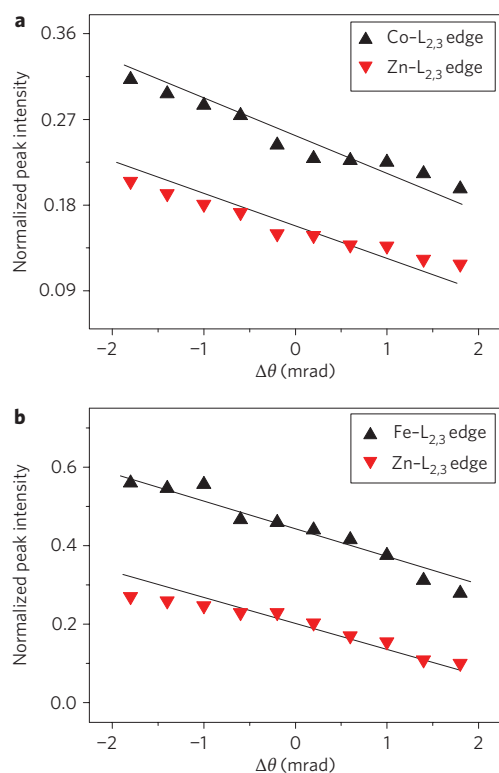 a
0.36
0.27
0.18
0.09
Normalized peak intensity
Co–L2,3 edge
Zn–L2,3 edge
−2
−1
0
1
2
Δθ (mrad)
b
0.6
0.4
0.2
0.0
Normalized peak intensity
Fe–L2,3 edge
Zn–L2,3 edge
−2
−1
0
1
2
Δθ (mrad)